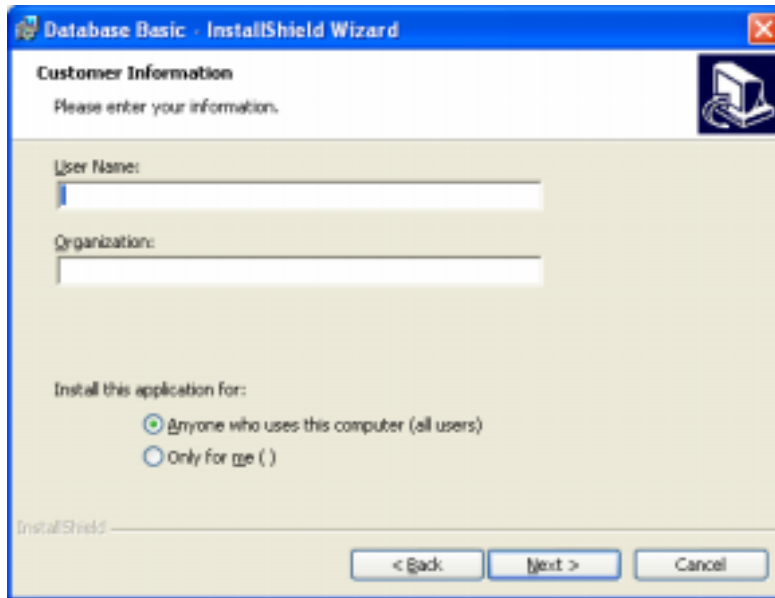 Database Basic - InstallShield Wizard
Customer Information
Please enter your information.
User Name:
Organization:
Install this application for:
Anyone who uses this computer (all users)
Only for me ( )
InstallShield
< Back
Next >
Cancel